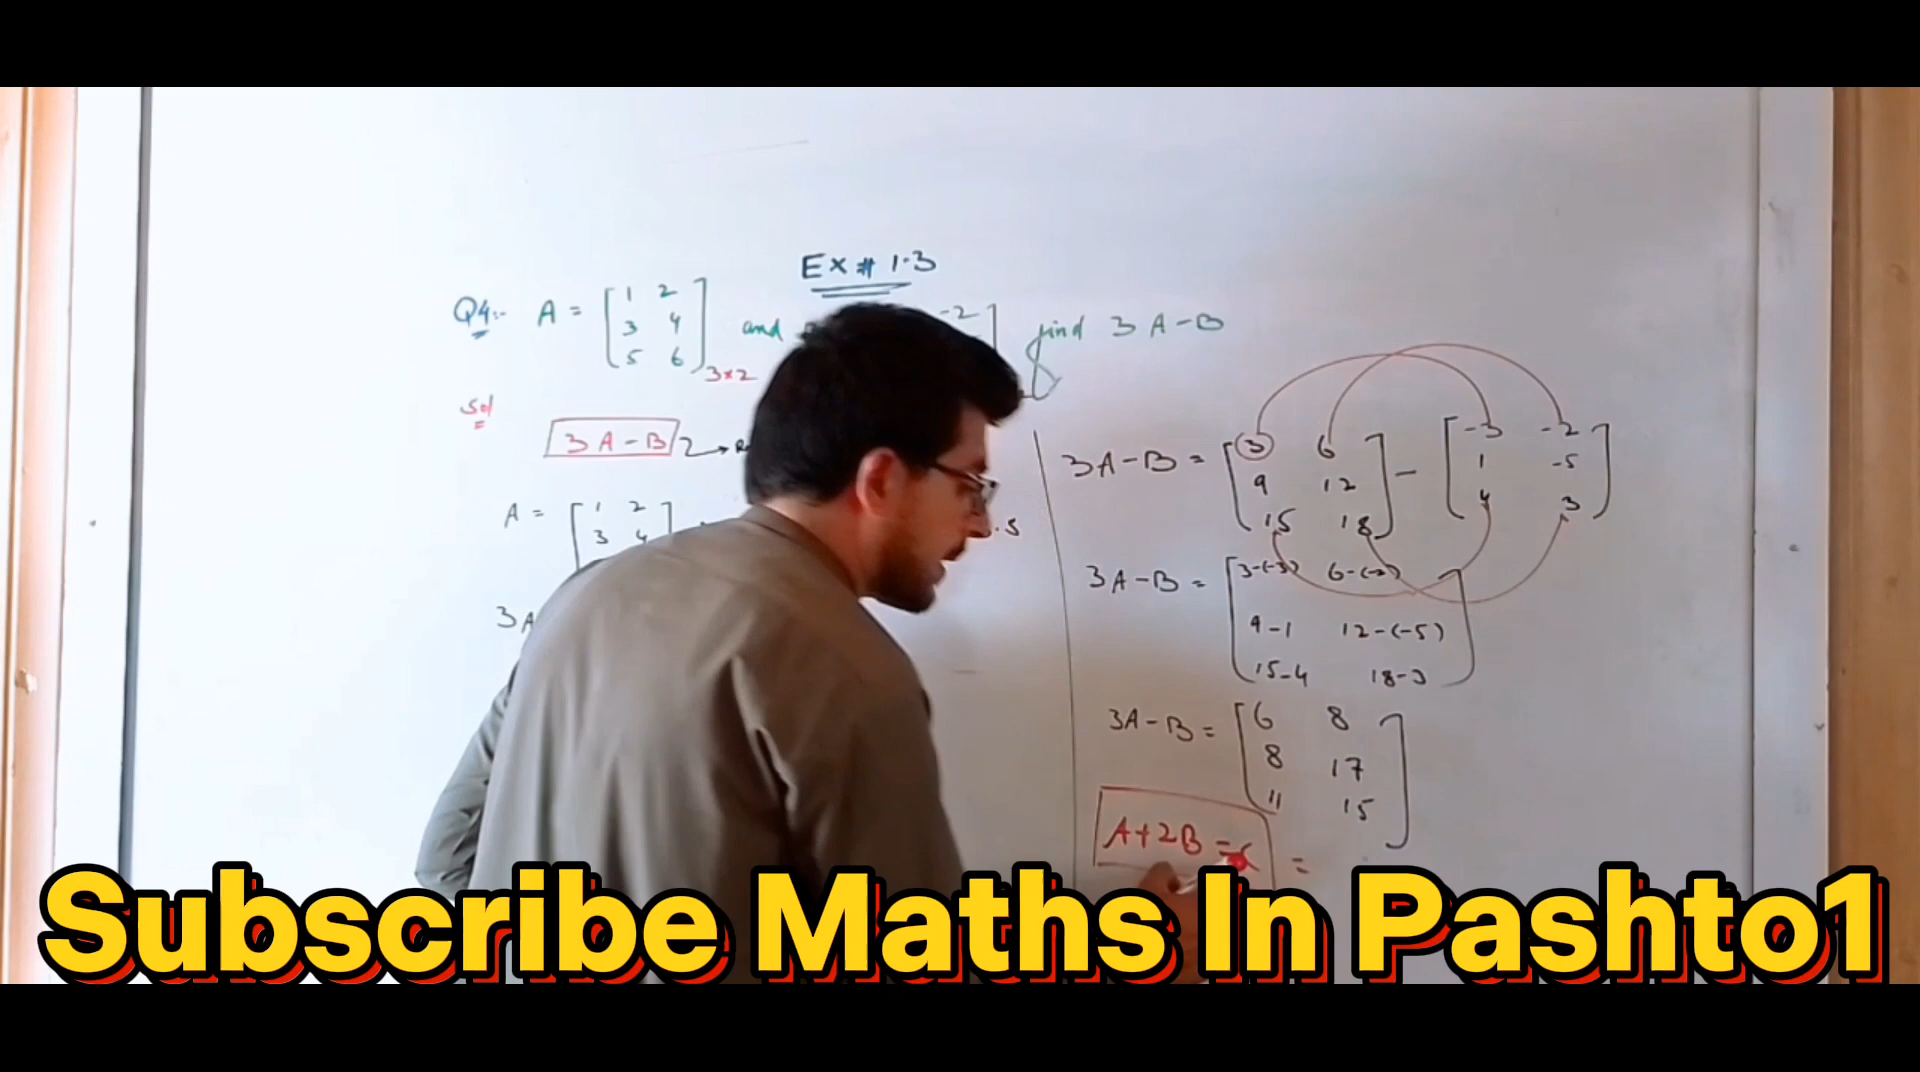 Ex # 1.3
Q4:- A = [ 1 2 and -2 ] find 3A-B
3 4
5 6 ] 3×2
Sol
3A-B
A = [ 1 2 ]
3 4
3A
3A-B = [ 3 6 ] - [ -3 -2 ]
9 12 1 -5
15 18 4 3
3A-B = [ 3-(-3) 6-(-2) ]
9-1 12-(-5)
15-4 18-3
3A-B = [ 6 8 ]
8 17
11 15
A+2B = =
Subscribe Maths In Pashto1